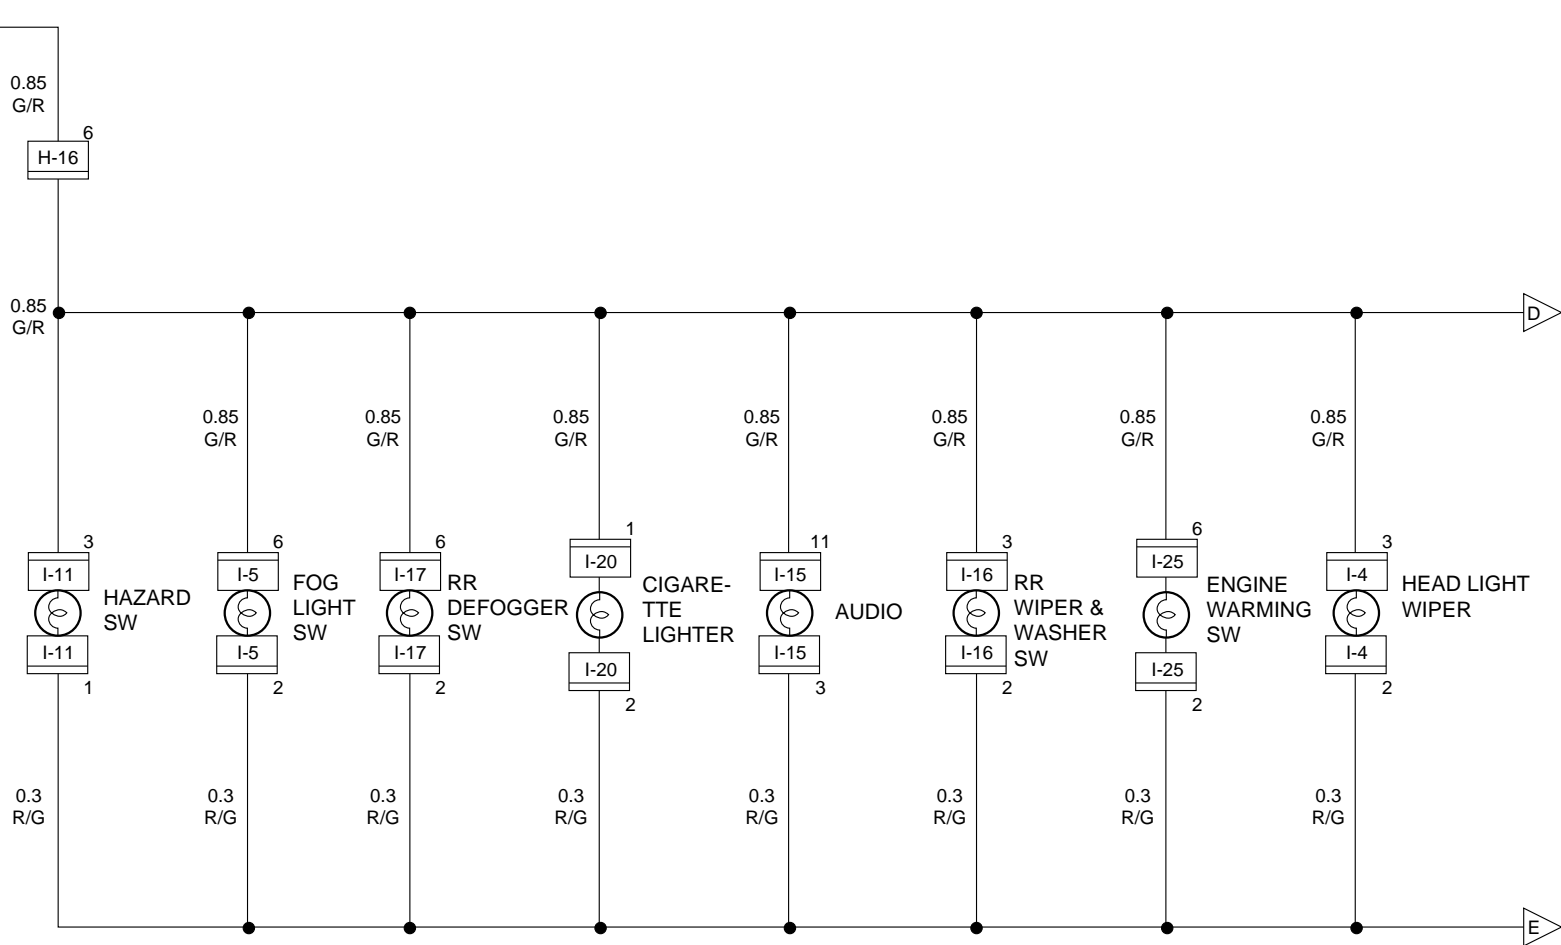 0.85
G/R
6
H-16
0.85
G/R
D
0.85
G/R
0.85
G/R
0.85
G/R
0.85
G/R
0.85
G/R
0.85
G/R
0.85
G/R
3
I-11
HAZARD
SW
I-11
1
6
I-5
FOG
LIGHT
SW
I-5
2
6
I-17
RR
DEFOGGER
SW
I-17
2
1
I-20
CIGARE-
TTE
LIGHTER
I-20
2
11
I-15
AUDIO
I-15
3
3
I-16
RR
WIPER &
WASHER
SW
I-16
2
6
I-25
ENGINE
WARMING
SW
I-25
2
3
I-4
HEAD LIGHT
WIPER
I-4
2
0.3
R/G
0.3
R/G
0.3
R/G
0.3
R/G
0.3
R/G
0.3
R/G
0.3
R/G
0.3
R/G
E